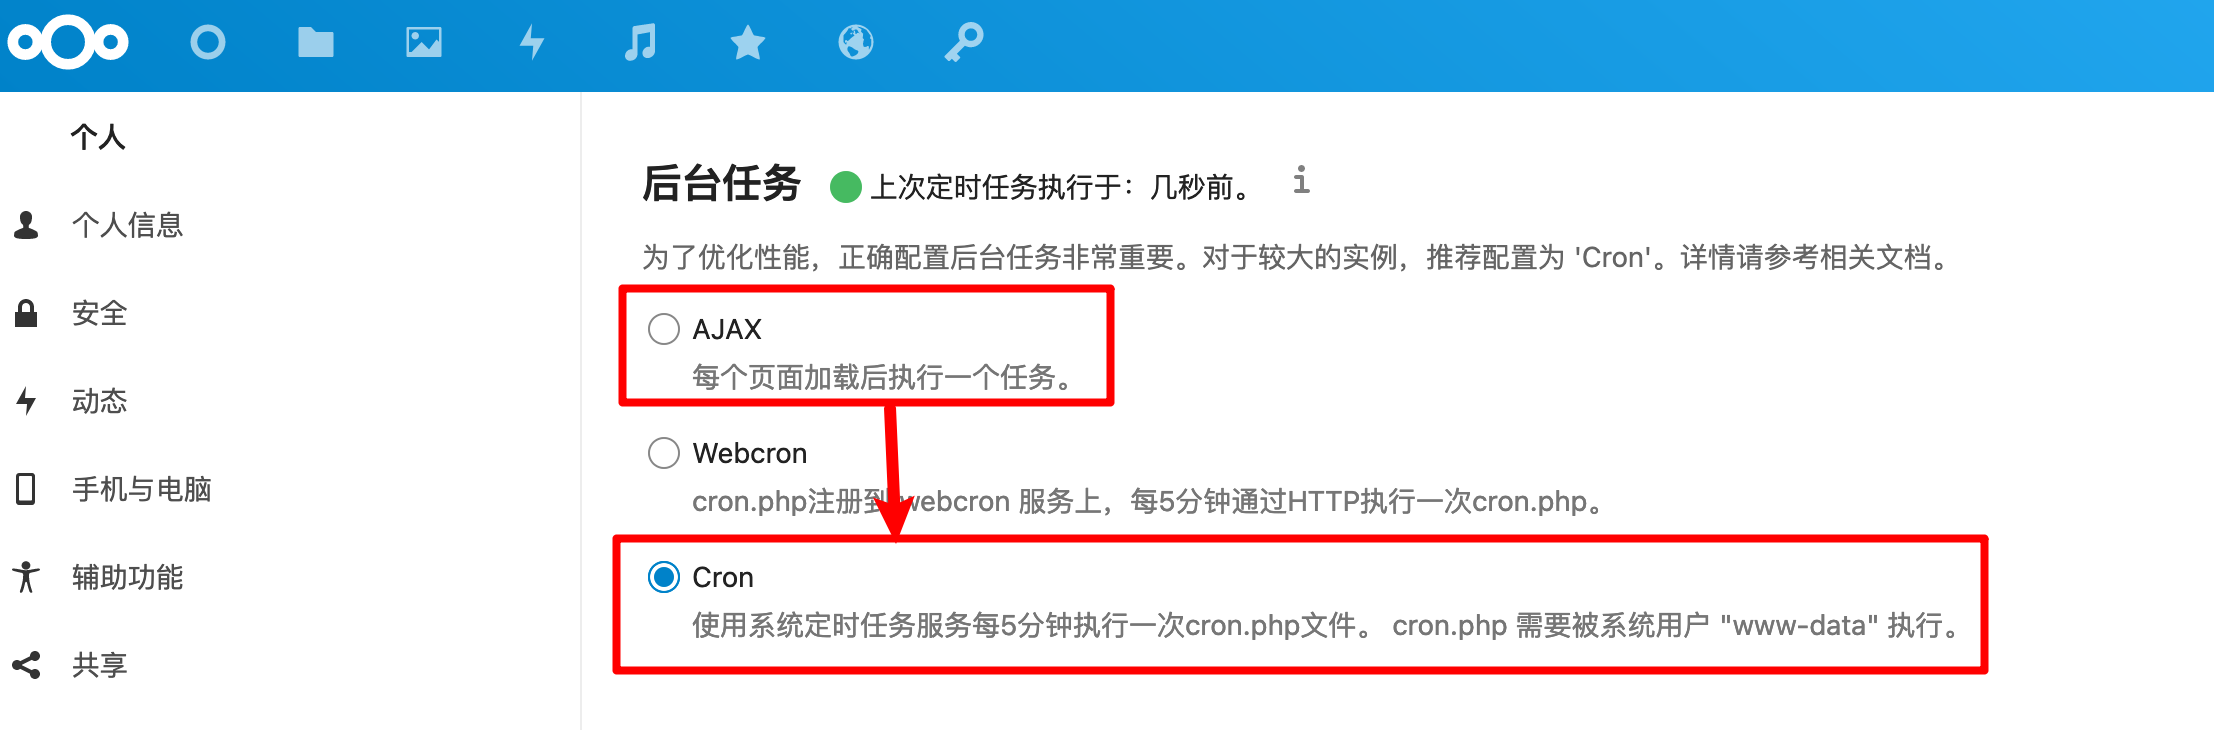 个人
个人信息
安全
动态
手机与电脑
辅助功能
共享
后台任务 上次定时任务执行于：几秒前。
为了优化性能，正确配置后台任务非常重要。对于较大的实例，推荐配置为 'Cron'。详情请参考相关文档。
AJAX
每个页面加载后执行一个任务。
Webcron
cron.php注册到 webcron 服务上，每5分钟通过HTTP执行一次cron.php。
Cron
使用系统定时任务服务每5分钟执行一次cron.php文件。 cron.php 需要被系统用户 "www-data" 执行。